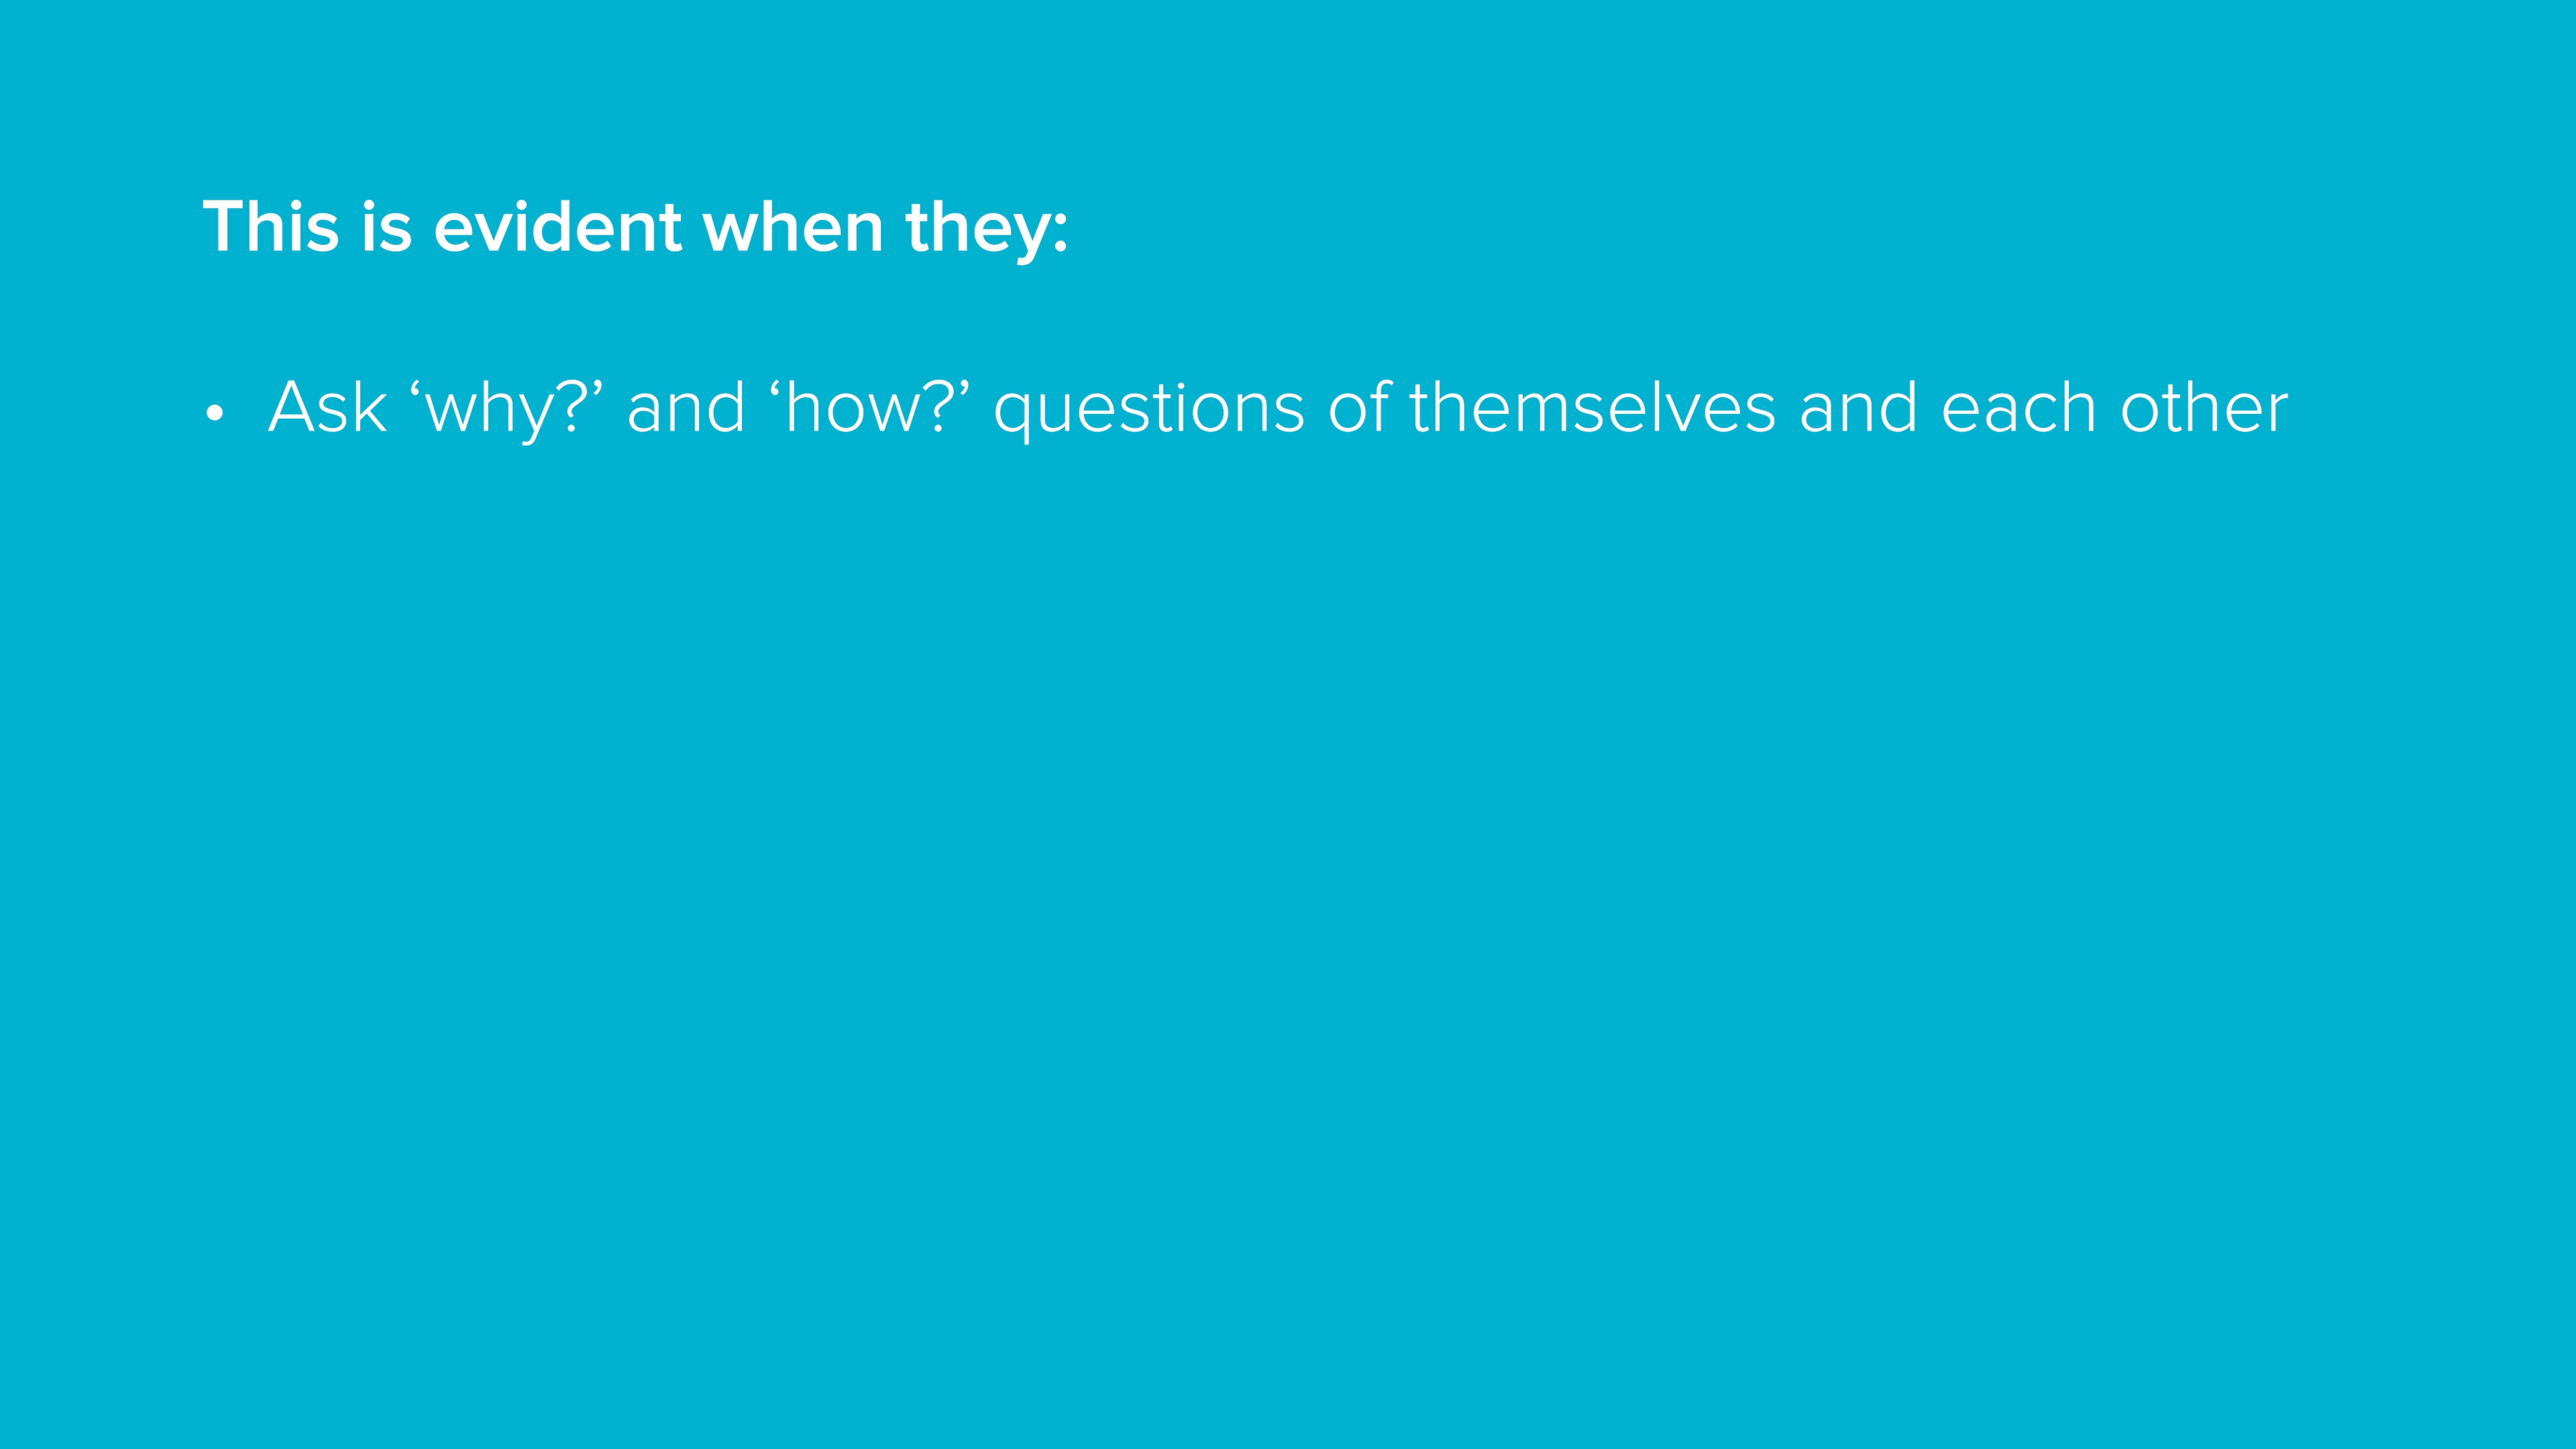 This is evident when they:
• Ask ‘why?’ and ‘how?’ questions of themselves and each other